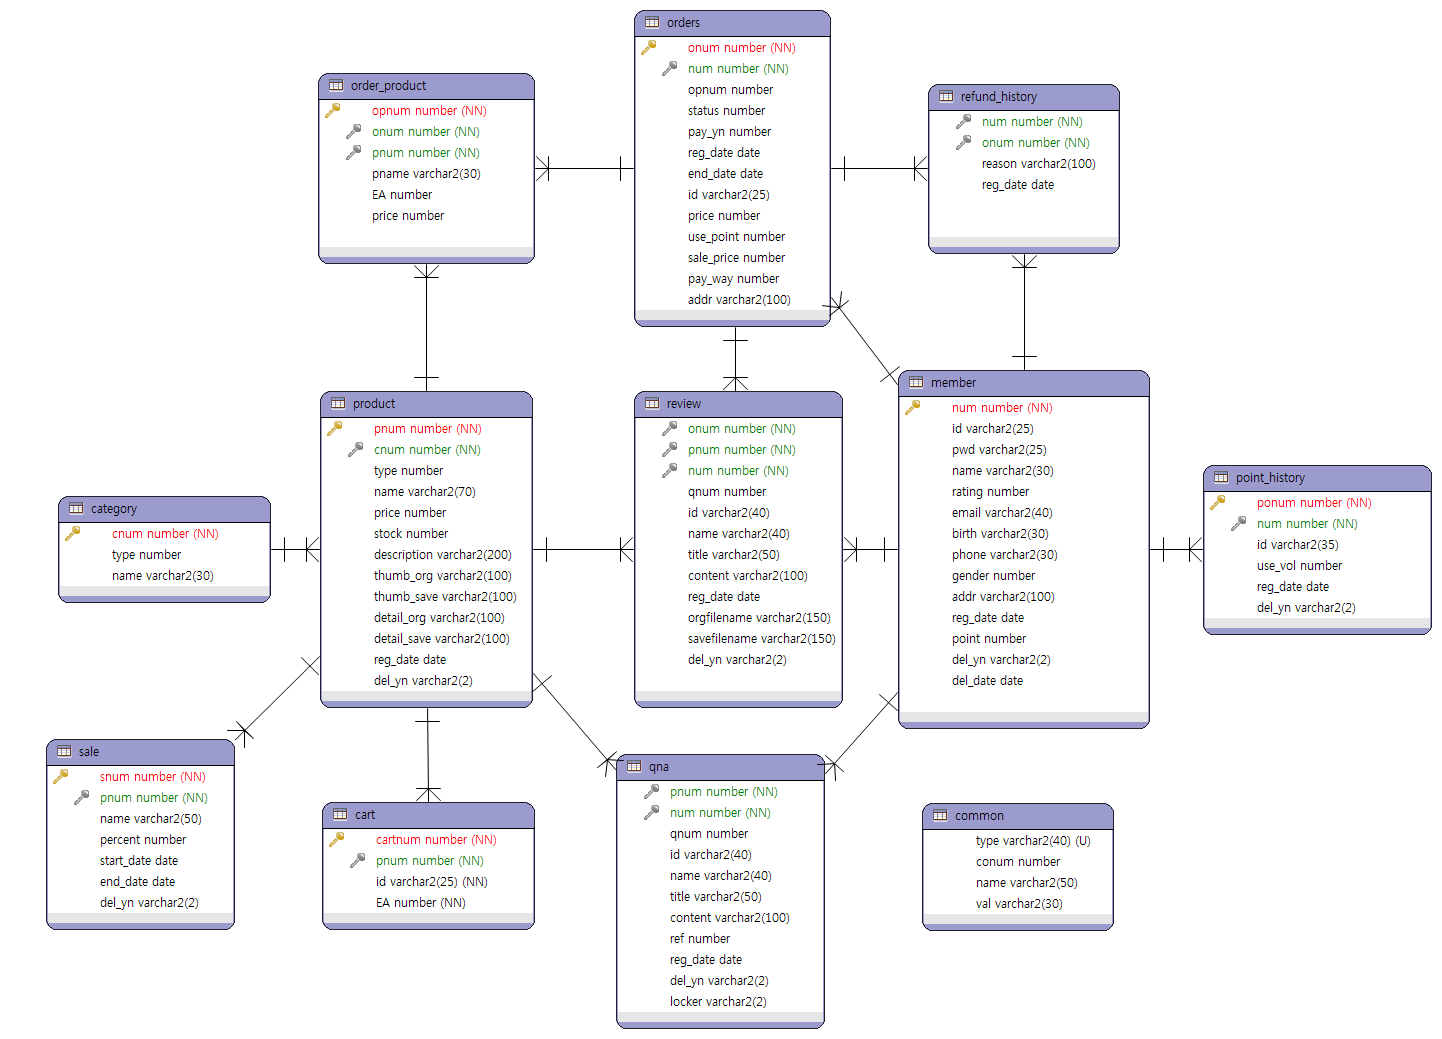 orders
onum number (NN)
num number (NN)
opnum number
status number
pay_yn number
reg_date date
end_date date
id varchar2(25)
price number
use_point number
sale_price number
pay_way number
addr varchar2(100)
order_product
opnum number (NN)
onum number (NN)
pnum number (NN)
pname varchar2(30)
EA number
price number
refund_history
num number (NN)
onum number (NN)
reason varchar2(100)
reg_date date
product
pnum number (NN)
cnum number (NN)
type number
name varchar2(70)
price number
stock number
description varchar2(200)
thumb_org varchar2(100)
thumb_save varchar2(100)
detail_org varchar2(100)
detail_save varchar2(100)
reg_date date
del_yn varchar2(2)
review
onum number (NN)
pnum number (NN)
num number (NN)
qnum number
id varchar2(40)
name varchar2(40)
title varchar2(50)
content varchar2(100)
reg_date date
orgfilename varchar2(150)
savefilename varchar2(150)
del_yn varchar2(2)
member
num number (NN)
id varchar2(25)
pwd varchar2(25)
name varchar2(30)
rating number
email varchar2(40)
birth varchar2(30)
phone varchar2(30)
gender number
addr varchar2(100)
reg_date date
point number
del_yn varchar2(2)
del_date date
point_history
ponum number (NN)
num number (NN)
id varchar2(35)
use_vol number
reg_date date
del_yn varchar2(2)
category
cnum number (NN)
type number
name varchar2(30)
sale
snum number (NN)
pnum number (NN)
name varchar2(50)
percent number
start_date date
end_date date
del_yn varchar2(2)
cart
cartnum number (NN)
pnum number (NN)
id varchar2(25) (NN)
EA number (NN)
qna
pnum number (NN)
num number (NN)
qnum number
id varchar2(40)
name varchar2(40)
title varchar2(50)
content varchar2(100)
ref number
reg_date date
del_yn varchar2(2)
locker varchar2(2)
common
type varchar2(40) (U)
conum number
name varchar2(50)
val varchar2(30)